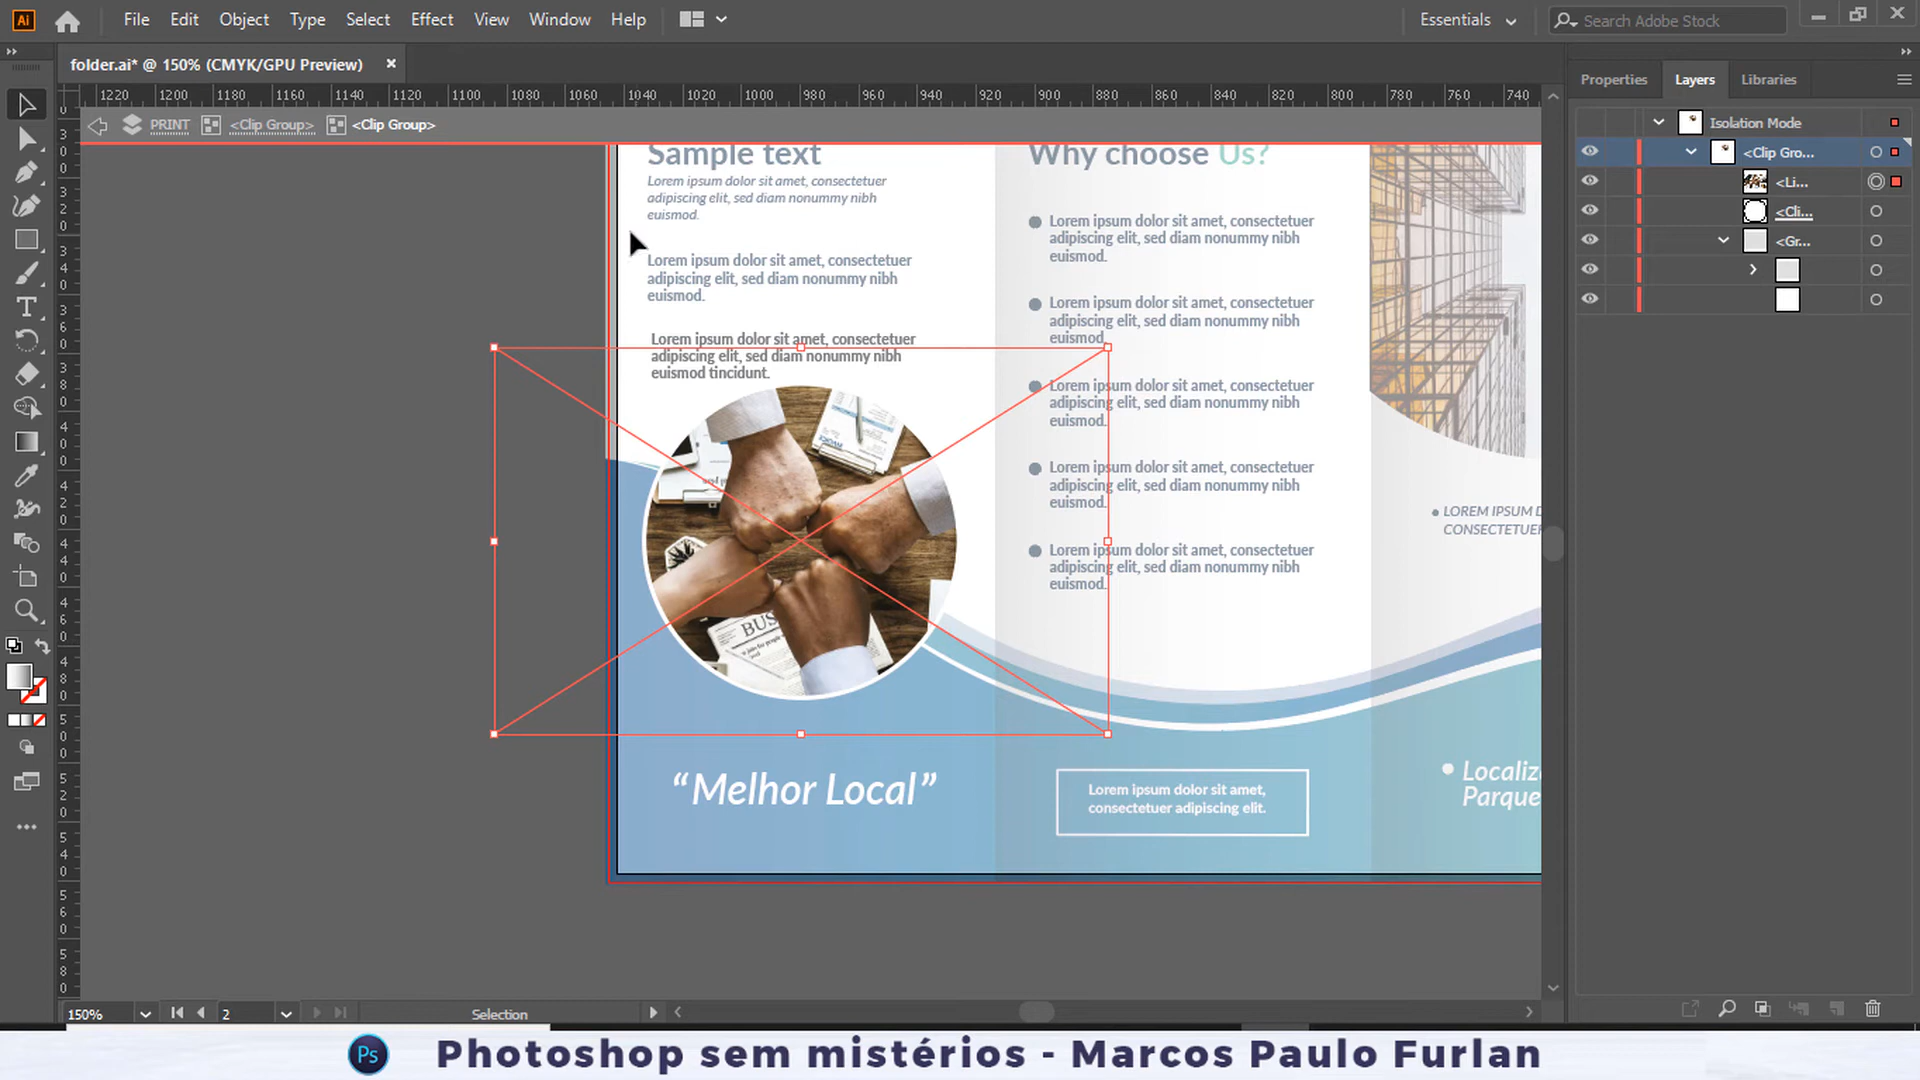 Ai File Edit Object Type Select Effect View Window Help Essentials Search Adobe Stock
folder.ai* @ 150% (CMYK/GPU Preview)
1220 1200 1180 1160 1140 1120 1100 1080 1060 1040 1020 1000 980 960 940 920 900 880 860 840 820 800 780 760 740
PRINT <Clip Group> <Clip Group>
Sample text
Lorem ipsum dolor sit amet, consectetuer
adipiscing elit, sed diam nonummy nibh
euismod.
Lorem ipsum dolor sit amet, consectetuer
adipiscing elit, sed diam nonummy nibh
euismod.
Lorem ipsum dolor sit amet, consectetuer
adipiscing elit, sed diam nonummy nibh
euismod tincidunt.
INVOICE
BUS
“Melhor Local”
Why choose Us?
Lorem ipsum dolor sit amet, consectetuer
adipiscing elit, sed diam nonummy nibh
euismod.
Lorem ipsum dolor sit amet, consectetuer
adipiscing elit, sed diam nonummy nibh
euismod.
Lorem ipsum dolor sit amet, consectetuer
adipiscing elit, sed diam nonummy nibh
euismod.
Lorem ipsum dolor sit amet, consectetuer
adipiscing elit, sed diam nonummy nibh
euismod.
Lorem ipsum dolor sit amet, consectetuer
adipiscing elit, sed diam nonummy nibh
euismod.
Lorem ipsum dolor sit amet,
consectetuer adipiscing elit.
LOREM IPSUM D
CONSECTETUER
Localiz
Parque
Properties Layers Libraries
Isolation Mode
<Clip Gro...
<Li...
<Cli...
<Gr...
150% 2 Selection
Ps Photoshop sem mistérios - Marcos Paulo Furlan